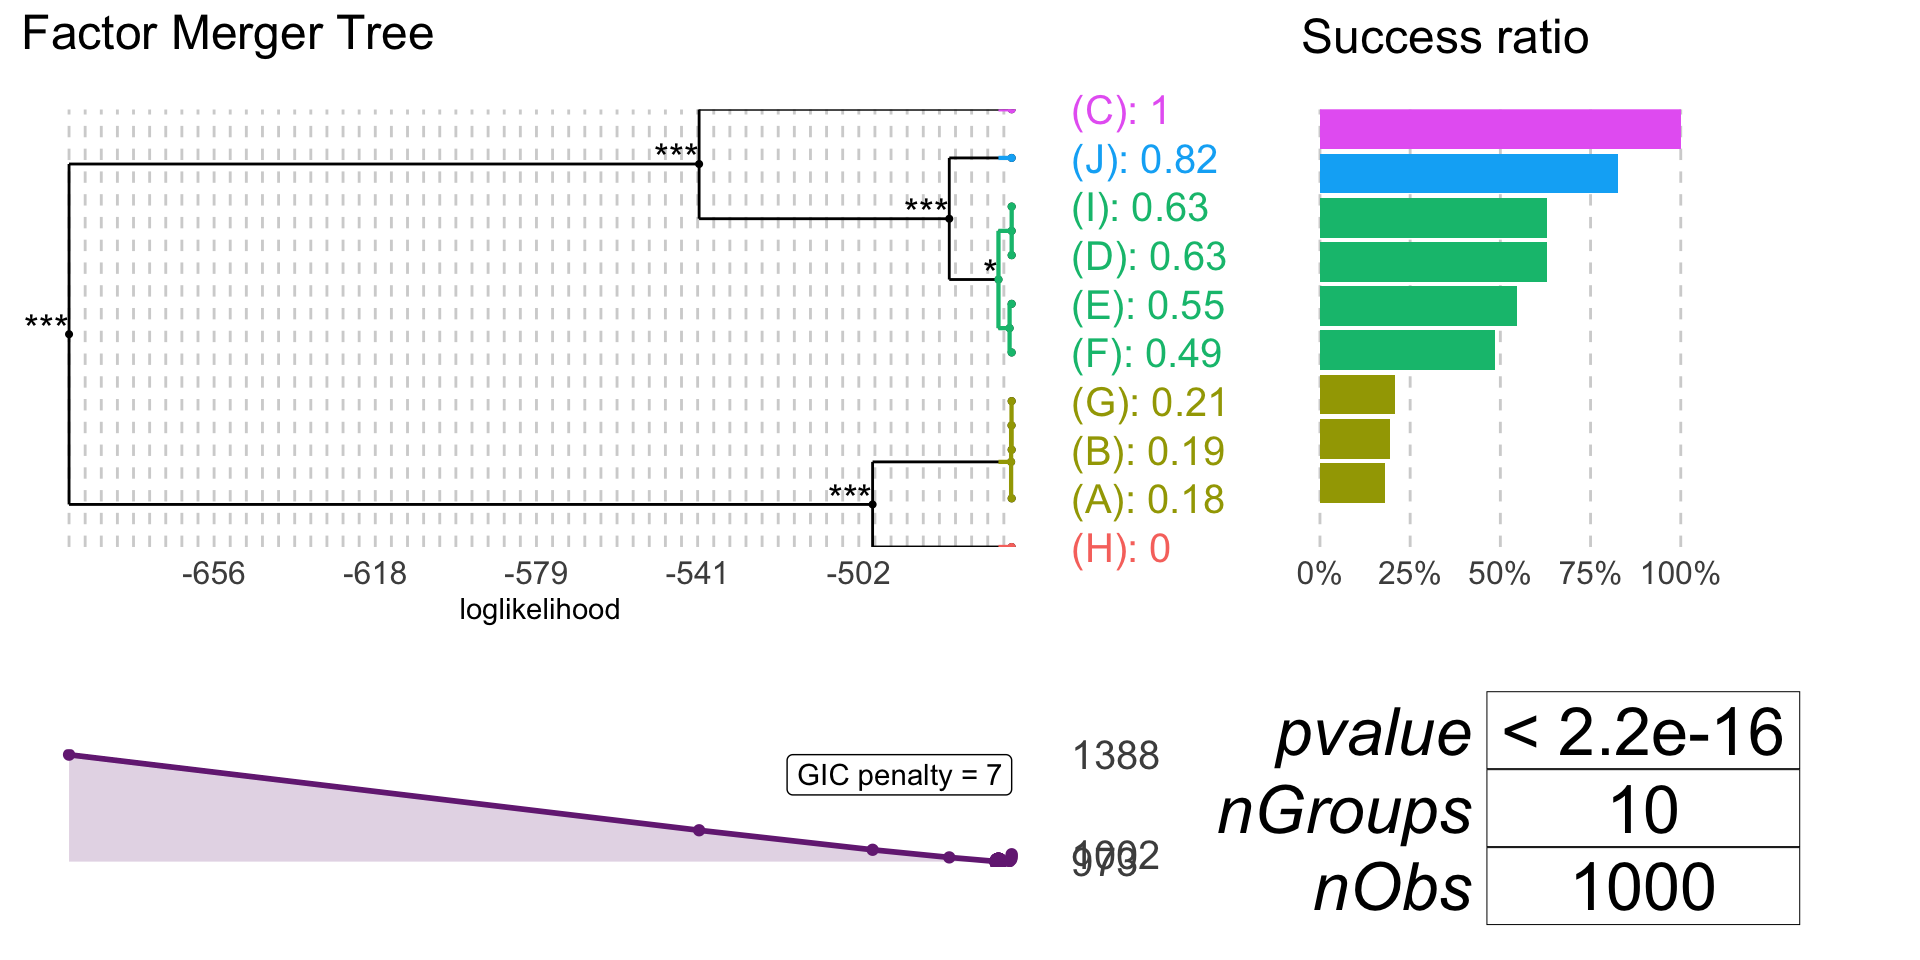 Factor Merger Tree
Success ratio
(C): 1
(J): 0.82
(I): 0.63
(D): 0.63
(E): 0.55
(F): 0.49
(G): 0.21
(B): 0.19
(A): 0.18
(H): 0
***
***
*
***
***
-656 -618 -579 -541 -502
loglikelihood
0% 25% 50% 75% 100%
GIC penalty = 7
1388
1002
973
pvalue < 2.2e-16
nGroups 10
nObs 1000